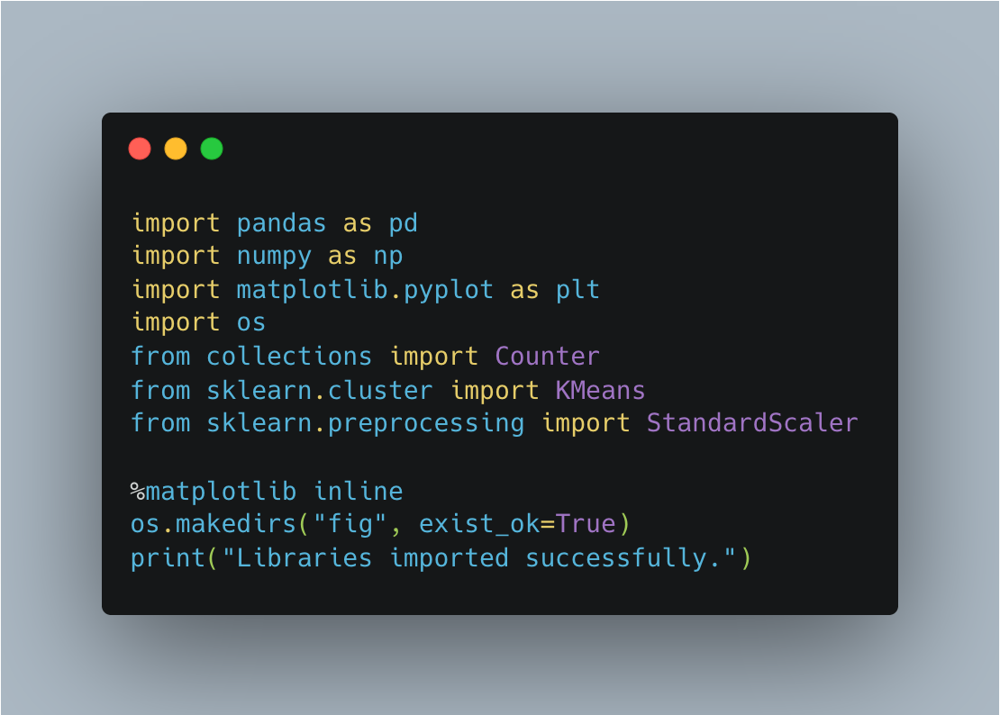 import pandas as pd
import numpy as np
import matplotlib.pyplot as plt
import os
from collections import Counter
from sklearn.cluster import KMeans
from sklearn.preprocessing import StandardScaler

%matplotlib inline
os.makedirs("fig", exist_ok=True)
print("Libraries imported successfully.")